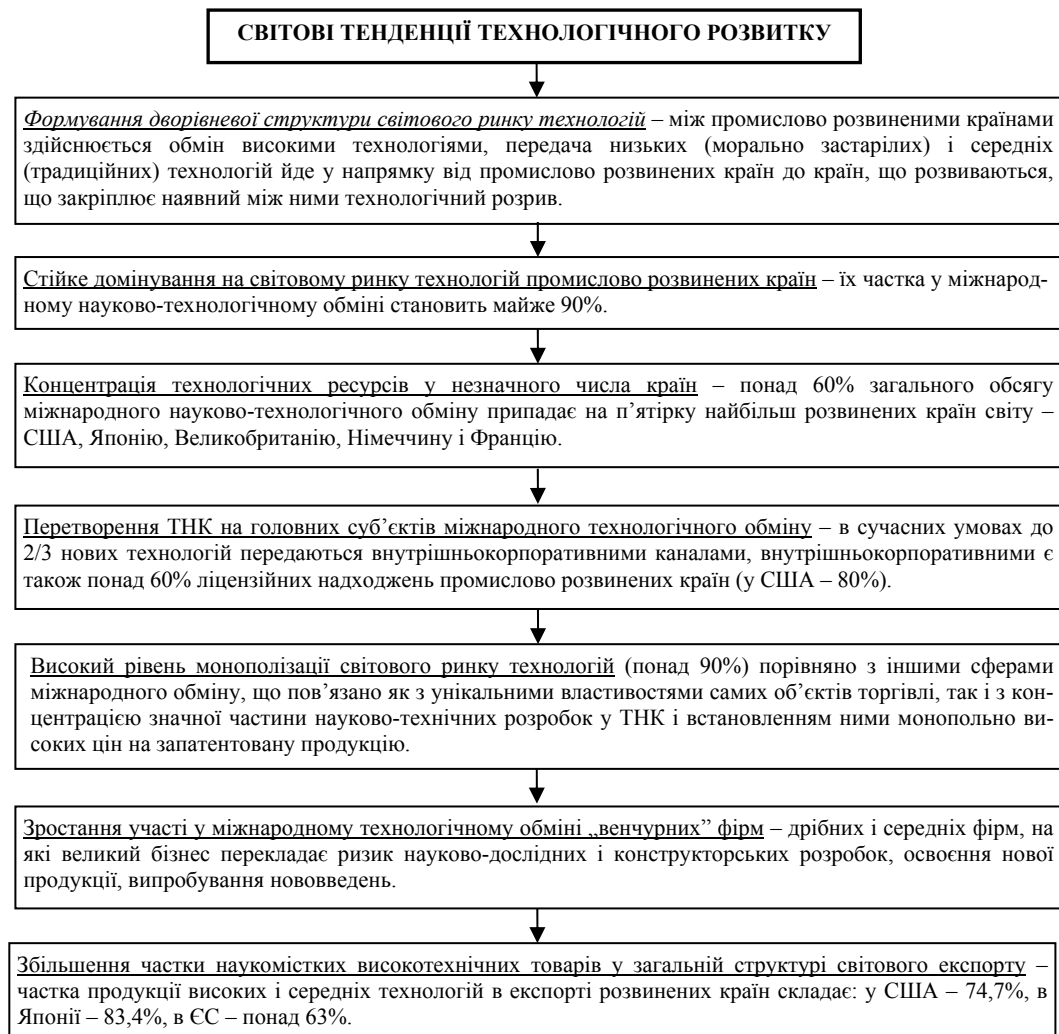 СВІТОВІ ТЕНДЕНЦІЇ ТЕХНОЛОГІЧНОГО РОЗВИТКУ
Формування дворівневої структури світового ринку технологій – між промислово розвиненими країнами
здійснюється обмін високими технологіями, передача низьких (морально застарілих) і середніх
(традиційних) технологій йде у напрямку від промислово розвинених країн до країн, що розвиваються,
що закріплює наявний між ними технологічний розрив.
Стійке домінування на світовому ринку технологій промислово розвинених країн – їх частка у міжнарод-
ному науково-технологічному обміні становить майже 90%.
Концентрація технологічних ресурсів у незначного числа країн – понад 60% загального обсягу
міжнародного науково-технологічного обміну припадає на п’ятірку найбільш розвинених країн світу –
США, Японію, Великобританію, Німеччину і Францію.
Перетворення ТНК на головних суб’єктів міжнародного технологічного обміну – в сучасних умовах до
2/3 нових технологій передаються внутрішньокорпоративними каналами, внутрішньокорпоративними є
також понад 60% ліцензійних надходжень промислово розвинених країн (у США – 80%).
Високий рівень монополізації світового ринку технологій (понад 90%) порівняно з іншими сферами
міжнародного обміну, що пов’язано як з унікальними властивостями самих об’єктів торгівлі, так і з кон-
центрацією значної частини науково-технічних розробок у ТНК і встановленням ними монопольно ви-
соких цін на запатентовану продукцію.
Зростання участі у міжнародному технологічному обміні „венчурних” фірм – дрібних і середніх фірм, на
які великий бізнес перекладає ризик науково-дослідних і конструкторських розробок, освоєння нової
продукції, випробування нововведень.
Збільшення частки наукомістких високотехнічних товарів у загальній структурі світового експорту –
частка продукції високих і середніх технологій в експорті розвинених країн складає: у США – 74,7%, в
Японії – 83,4%, в ЄС – понад 63%.